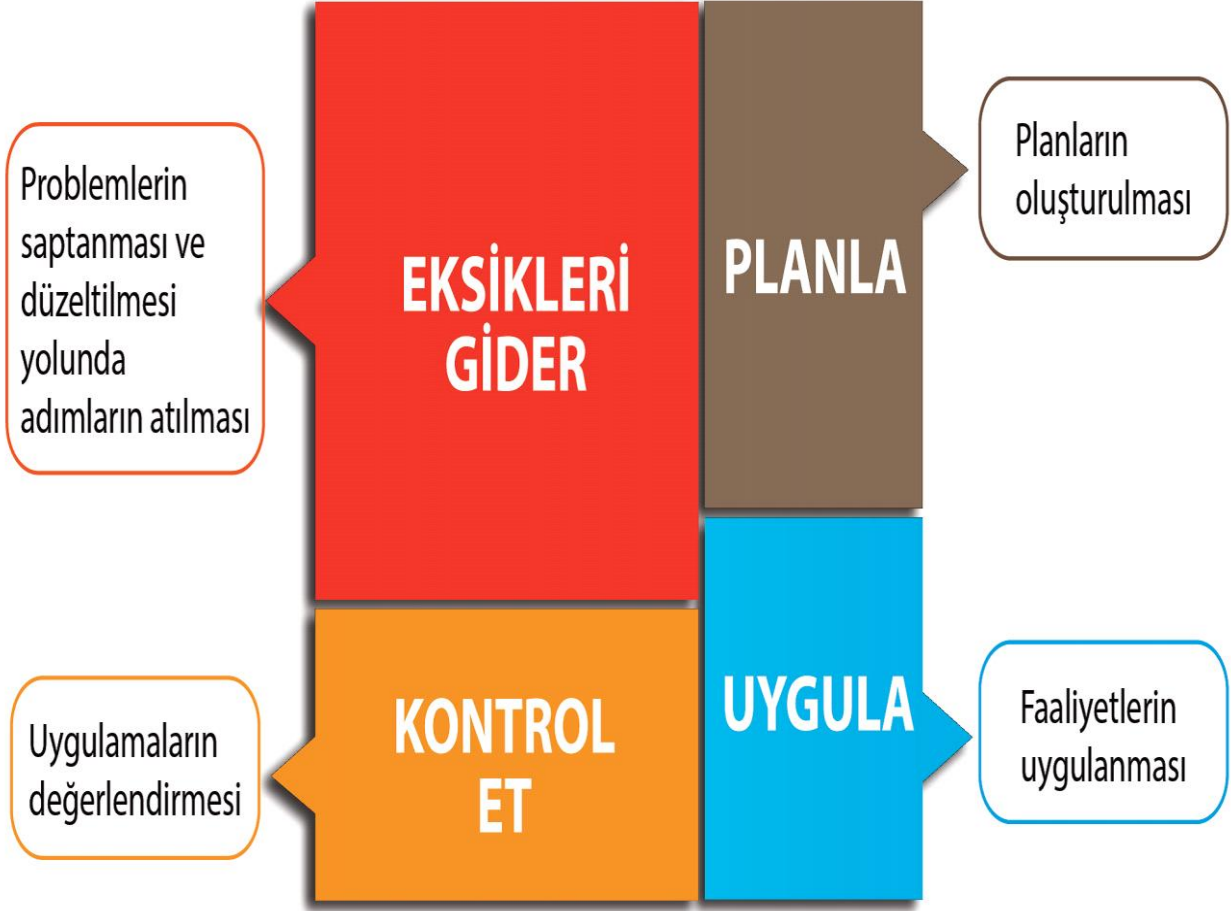 Problemlerin
saptanması ve
düzeltilmesi
yolunda
adımların atılması
EKSİKLERİ
GİDER
PLANLA
Planların
oluşturulması
Uygulamaların
değerlendirmesi
KONTROL
ET
UYGULA
Faaliyetlerin
uygulanması